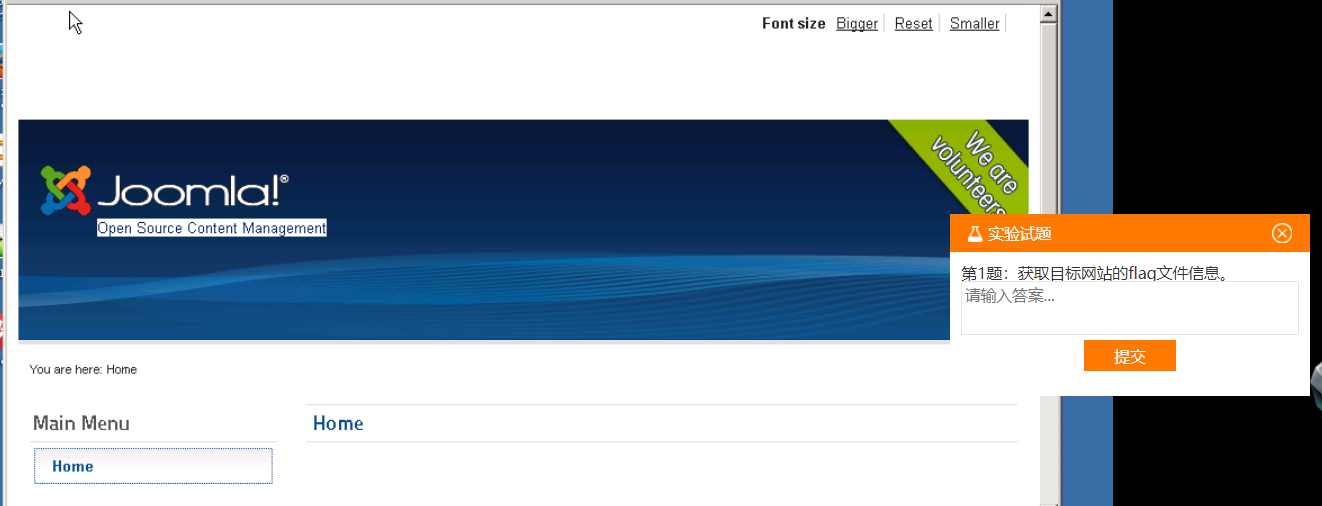 Font size Bigger Reset Smaller
We are
volunteers
Joomla!®
Open Source Content Management
实验试题
第1题：获取目标网站的flag文件信息。
请输入答案...
提交
You are here: Home
Main Menu
Home
Home